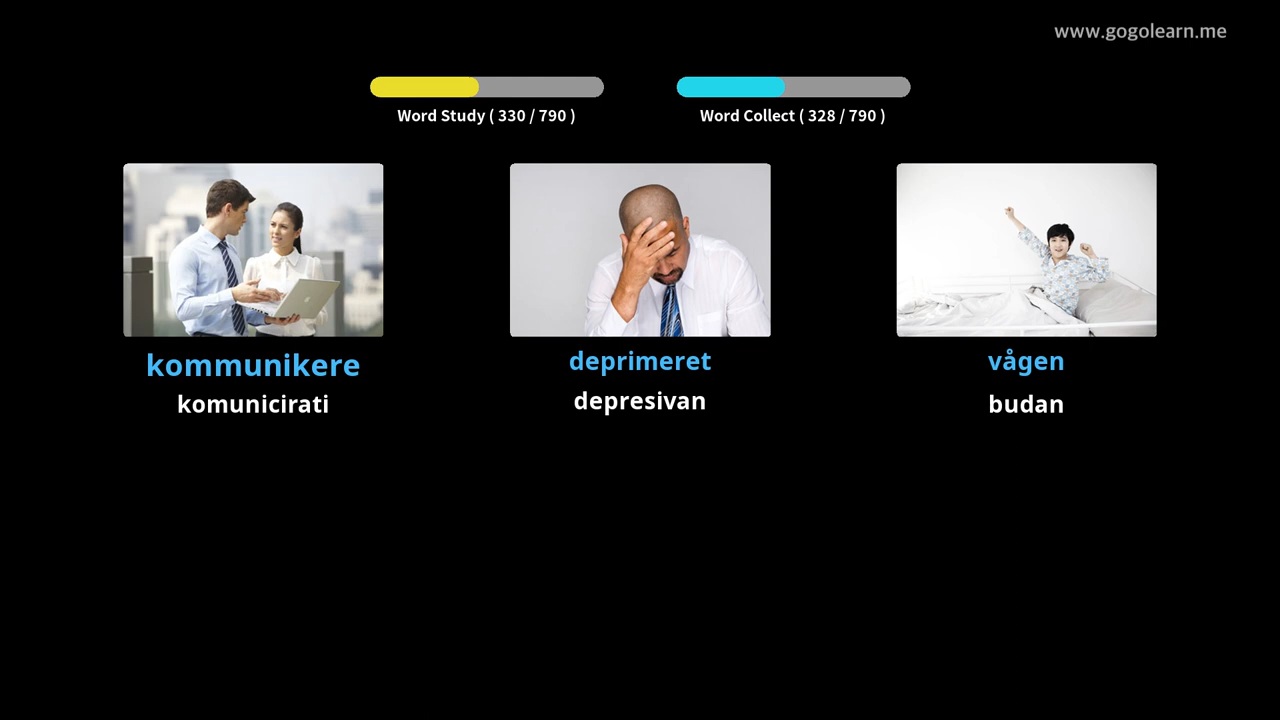 www.gogolearn.me
Word Study ( 330 / 790 )
Word Collect ( 328 / 790 )
kommunikere
komunicirati
deprimeret
depresivan
vågen
budan